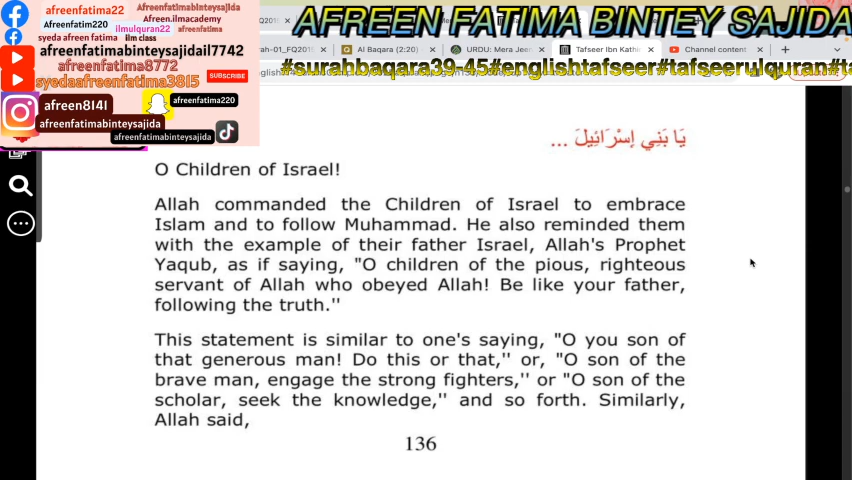 afreenfatima22
Afreenfatimabinteysajida
Afreen.ilmacademy
Afreenfati220
ilmulquran22
afreenfatima
syeda afreen fatima
ilm class
afreenfatimabinteysajidail7742
afreenfatima8772
syedaafreenfatima3815
SUBSCRIBE
afreen8141
afreenfatima220
afreenfatimabinteysajida
afreenfatimabinteysajida
AFREEN FATIMA BINTEY SAJIDA
rah-01_FQ201
Al Baqara (2:20)
URDU: Mera Jeen
Tafseer Ibn Kathi
Channel content
#surahbaqara39-45#englishtafseer#tafseerulquran#ta
يَا بَنِي إِسْرَائِيلَ ...
O Children of Israel!
Allah commanded the Children of Israel to embrace
Islam and to follow Muhammad. He also reminded them
with the example of their father Israel, Allah's Prophet
Yaqub, as if saying, "O children of the pious, righteous
servant of Allah who obeyed Allah! Be like your father,
following the truth.''
This statement is similar to one's saying, "O you son of
that generous man! Do this or that,'' or, "O son of the
brave man, engage the strong fighters,'' or "O son of the
scholar, seek the knowledge,'' and so forth. Similarly,
Allah said,
136